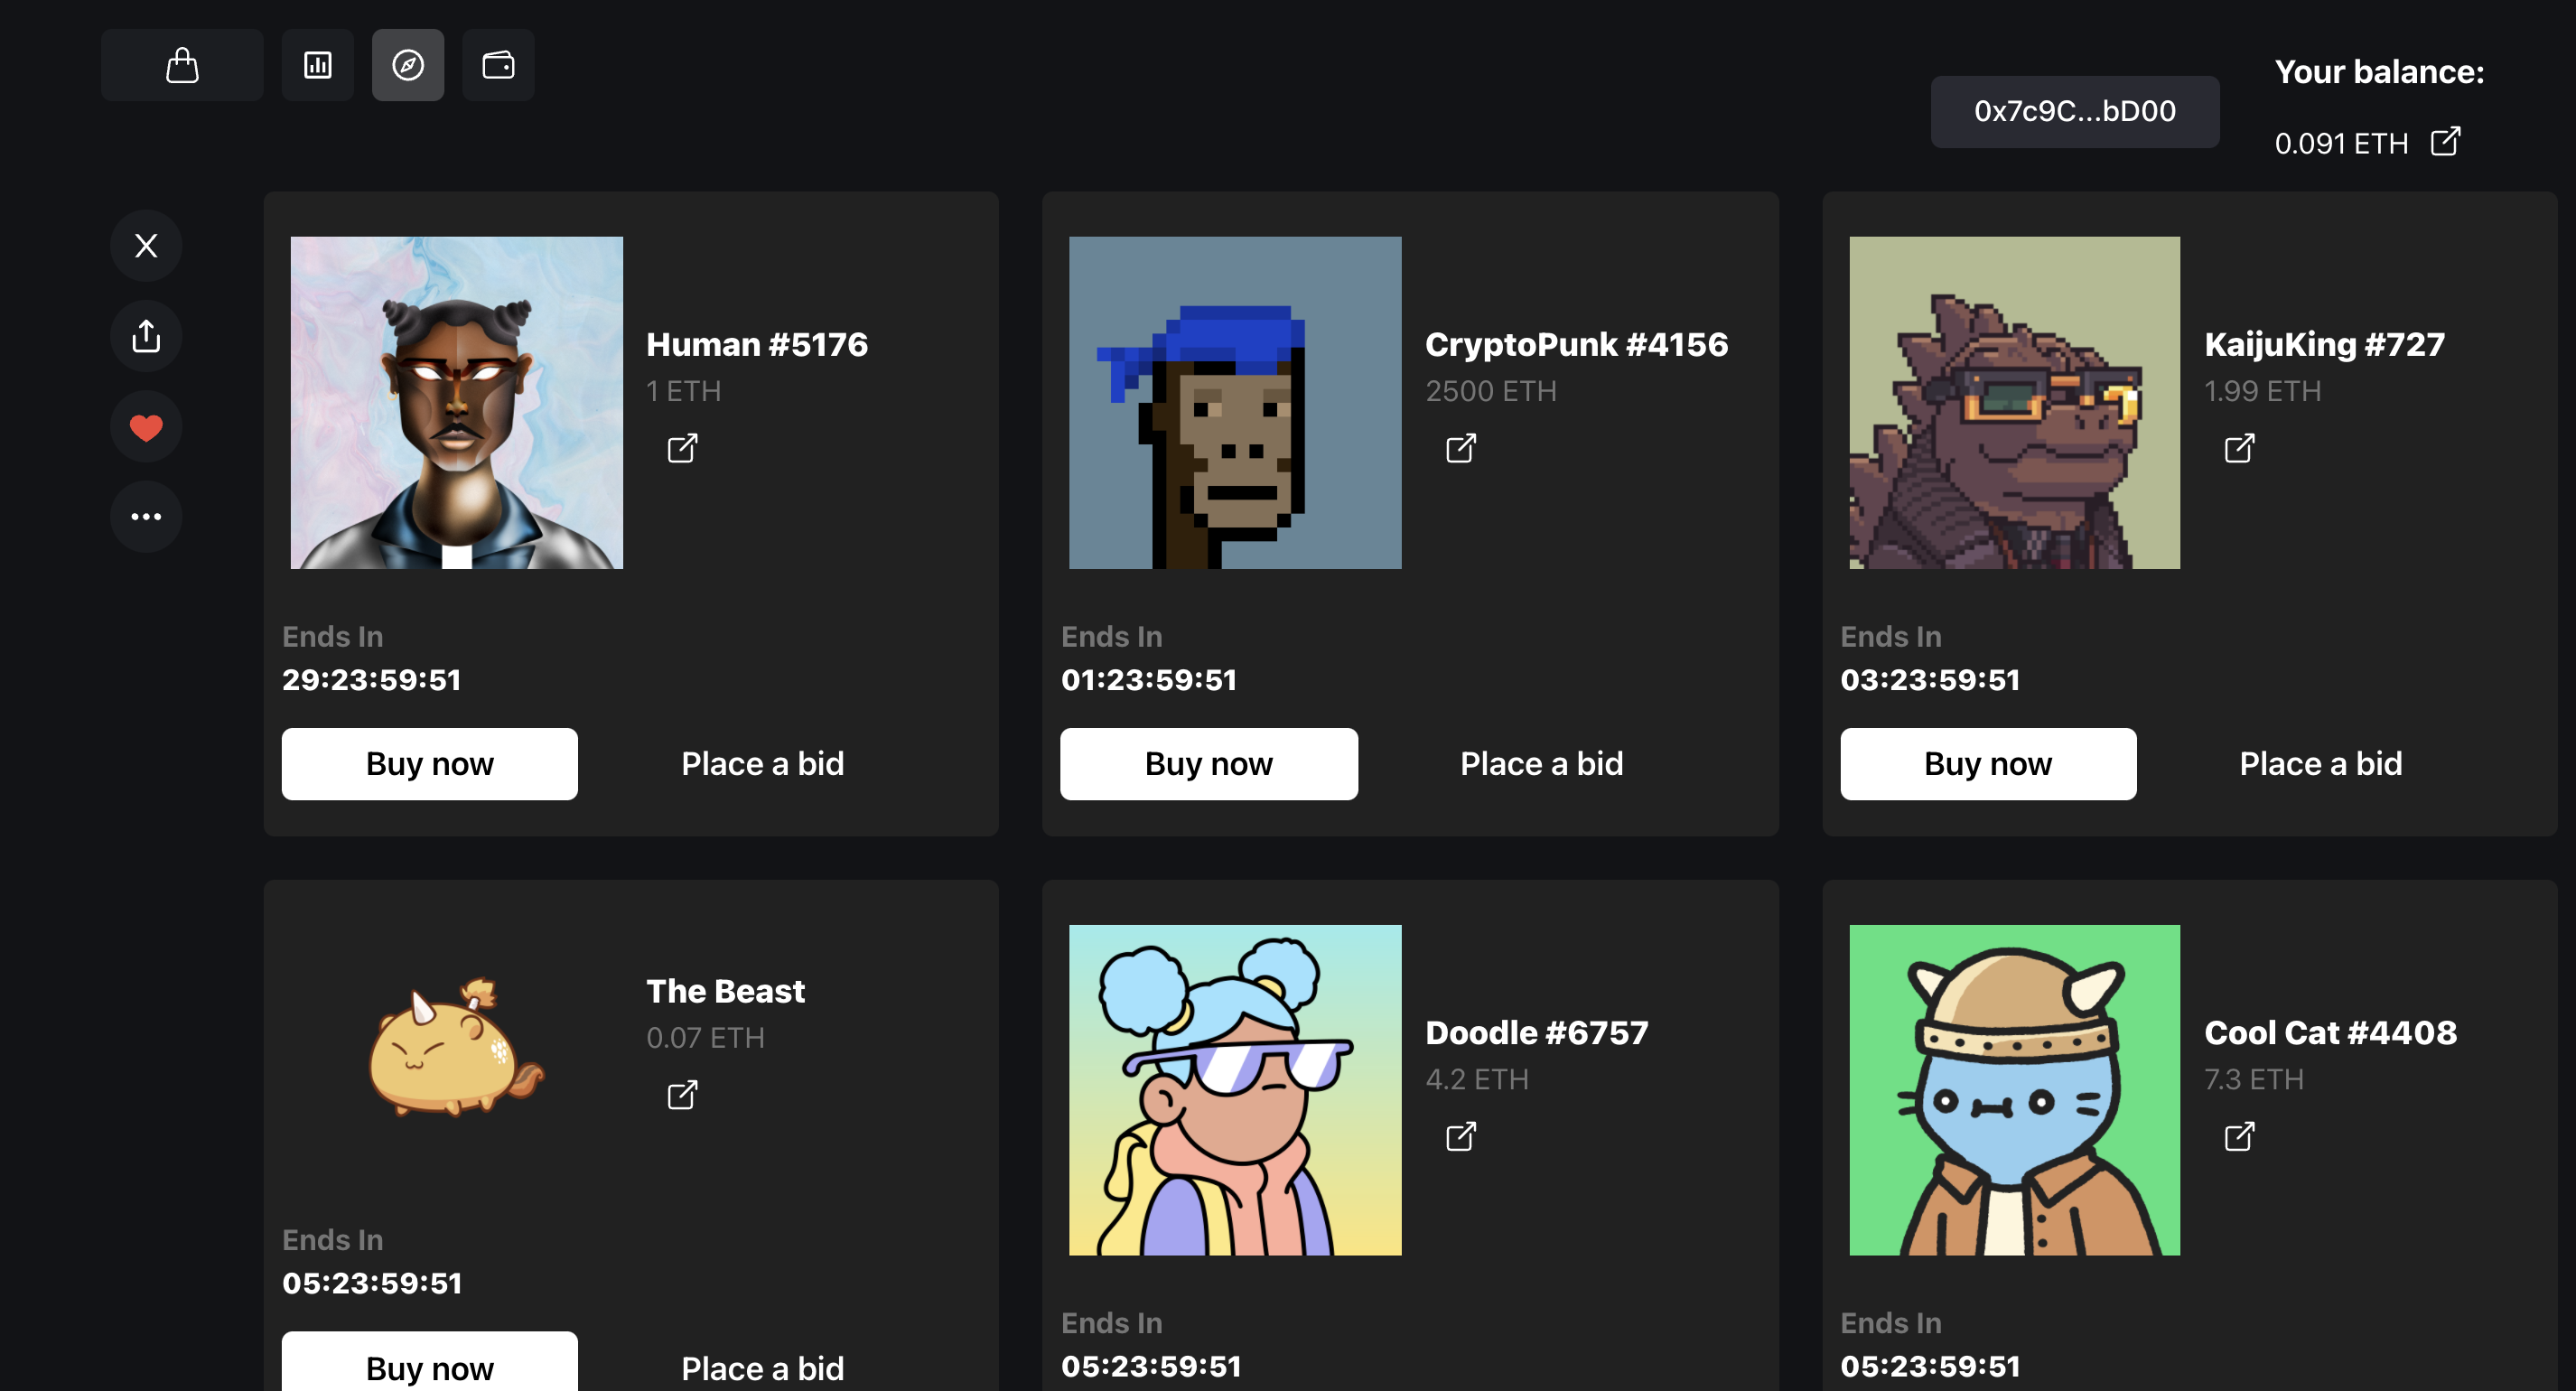 Your balance:
0x7c9C...bD00
0.091 ETH
Human #5176
1 ETH
Ends In
29:23:59:51
Buy now
Place a bid
CryptoPunk #4156
2500 ETH
Ends In
01:23:59:51
Buy now
Place a bid
KaijuKing #727
1.99 ETH
Ends In
03:23:59:51
Buy now
Place a bid
The Beast
0.07 ETH
Ends In
05:23:59:51
Buy now
Place a bid
Doodle #6757
4.2 ETH
Ends In
05:23:59:51
Cool Cat #4408
7.3 ETH
Ends In
05:23:59:51